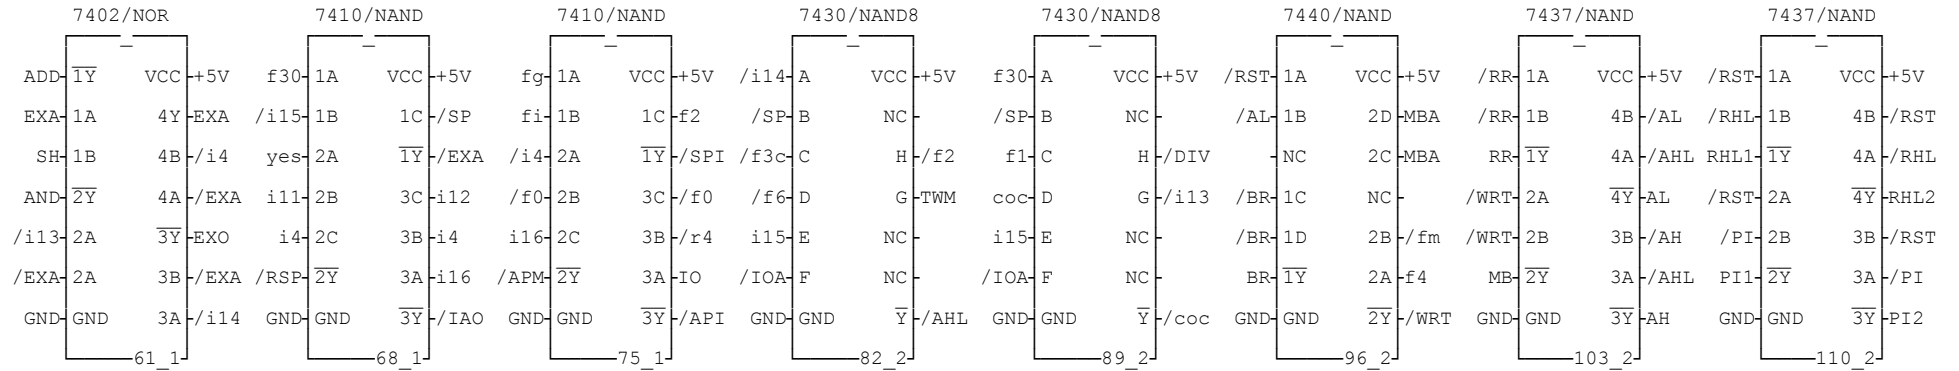 7402/NOR 7410/NAND 7410/NAND 7430/NAND8 7430/NAND8 7440/NAND 7437/NAND 7437/NAND
ADD 1Y VCC +5V f30 1A VCC +5V fg 1A VCC +5V /i14 A VCC +5V f30 A VCC +5V /RST 1A VCC +5V /RR 1A VCC +5V /RST 1A VCC +5V
EXA 1A 4Y EXA /i15 1B 1C /SP fi 1B 1C f2 /SP B NC /SP B NC /AL 1B 2D MBA /RR 1B 4B /AL /RHL 1B 4B /RST
SH 1B 4B /i4 yes 2A 1Y /EXA /i4 2A 1Y /SPI /f3c C H /f2 f1 C H /DIV NC 2C MBA RR 1Y 4A /AHL RHL1 1Y 4A /RHL
AND 2Y 4A /EXA i11 2B 3C i12 /f0 2B 3C /f0 /f6 D G TWM coc D G /i13 /BR 1C NC /WRT 2A 4Y AL /RST 2A 4Y RHL2
/i13 2A 3Y EXO i4 2C 3B i4 i16 2C 3B /r4 i15 E NC i15 E NC /BR 1D 2B /fm /WRT 2B 3B /AH /PI 2B 3B /RST
/EXA 2A 3B /EXA /RSP 2Y 3A i16 /APM 2Y 3A IO /IOA F NC /IOA F NC BR 1Y 2A f4 MB 2Y 3A /AHL PI1 2Y 3A /PI
GND GND 3A /i14 GND GND 3Y /IAO GND GND 3Y /API GND GND Y /AHL GND GND Y /coc GND GND 2Y /WRT GND GND 3Y AH GND GND 3Y PI2
61_1 68_1 75_1 82_2 89_2 96_2 103_2 110_2